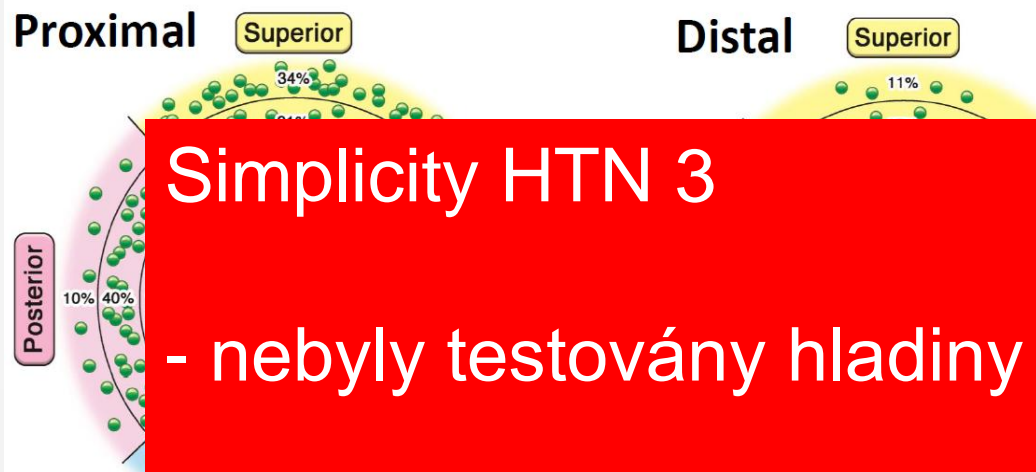 Proximal
Superior
34%
Distal
Superior
11%
Simplicity HTN 3
Posterior
10% 40%
- nebyly testovány hladiny